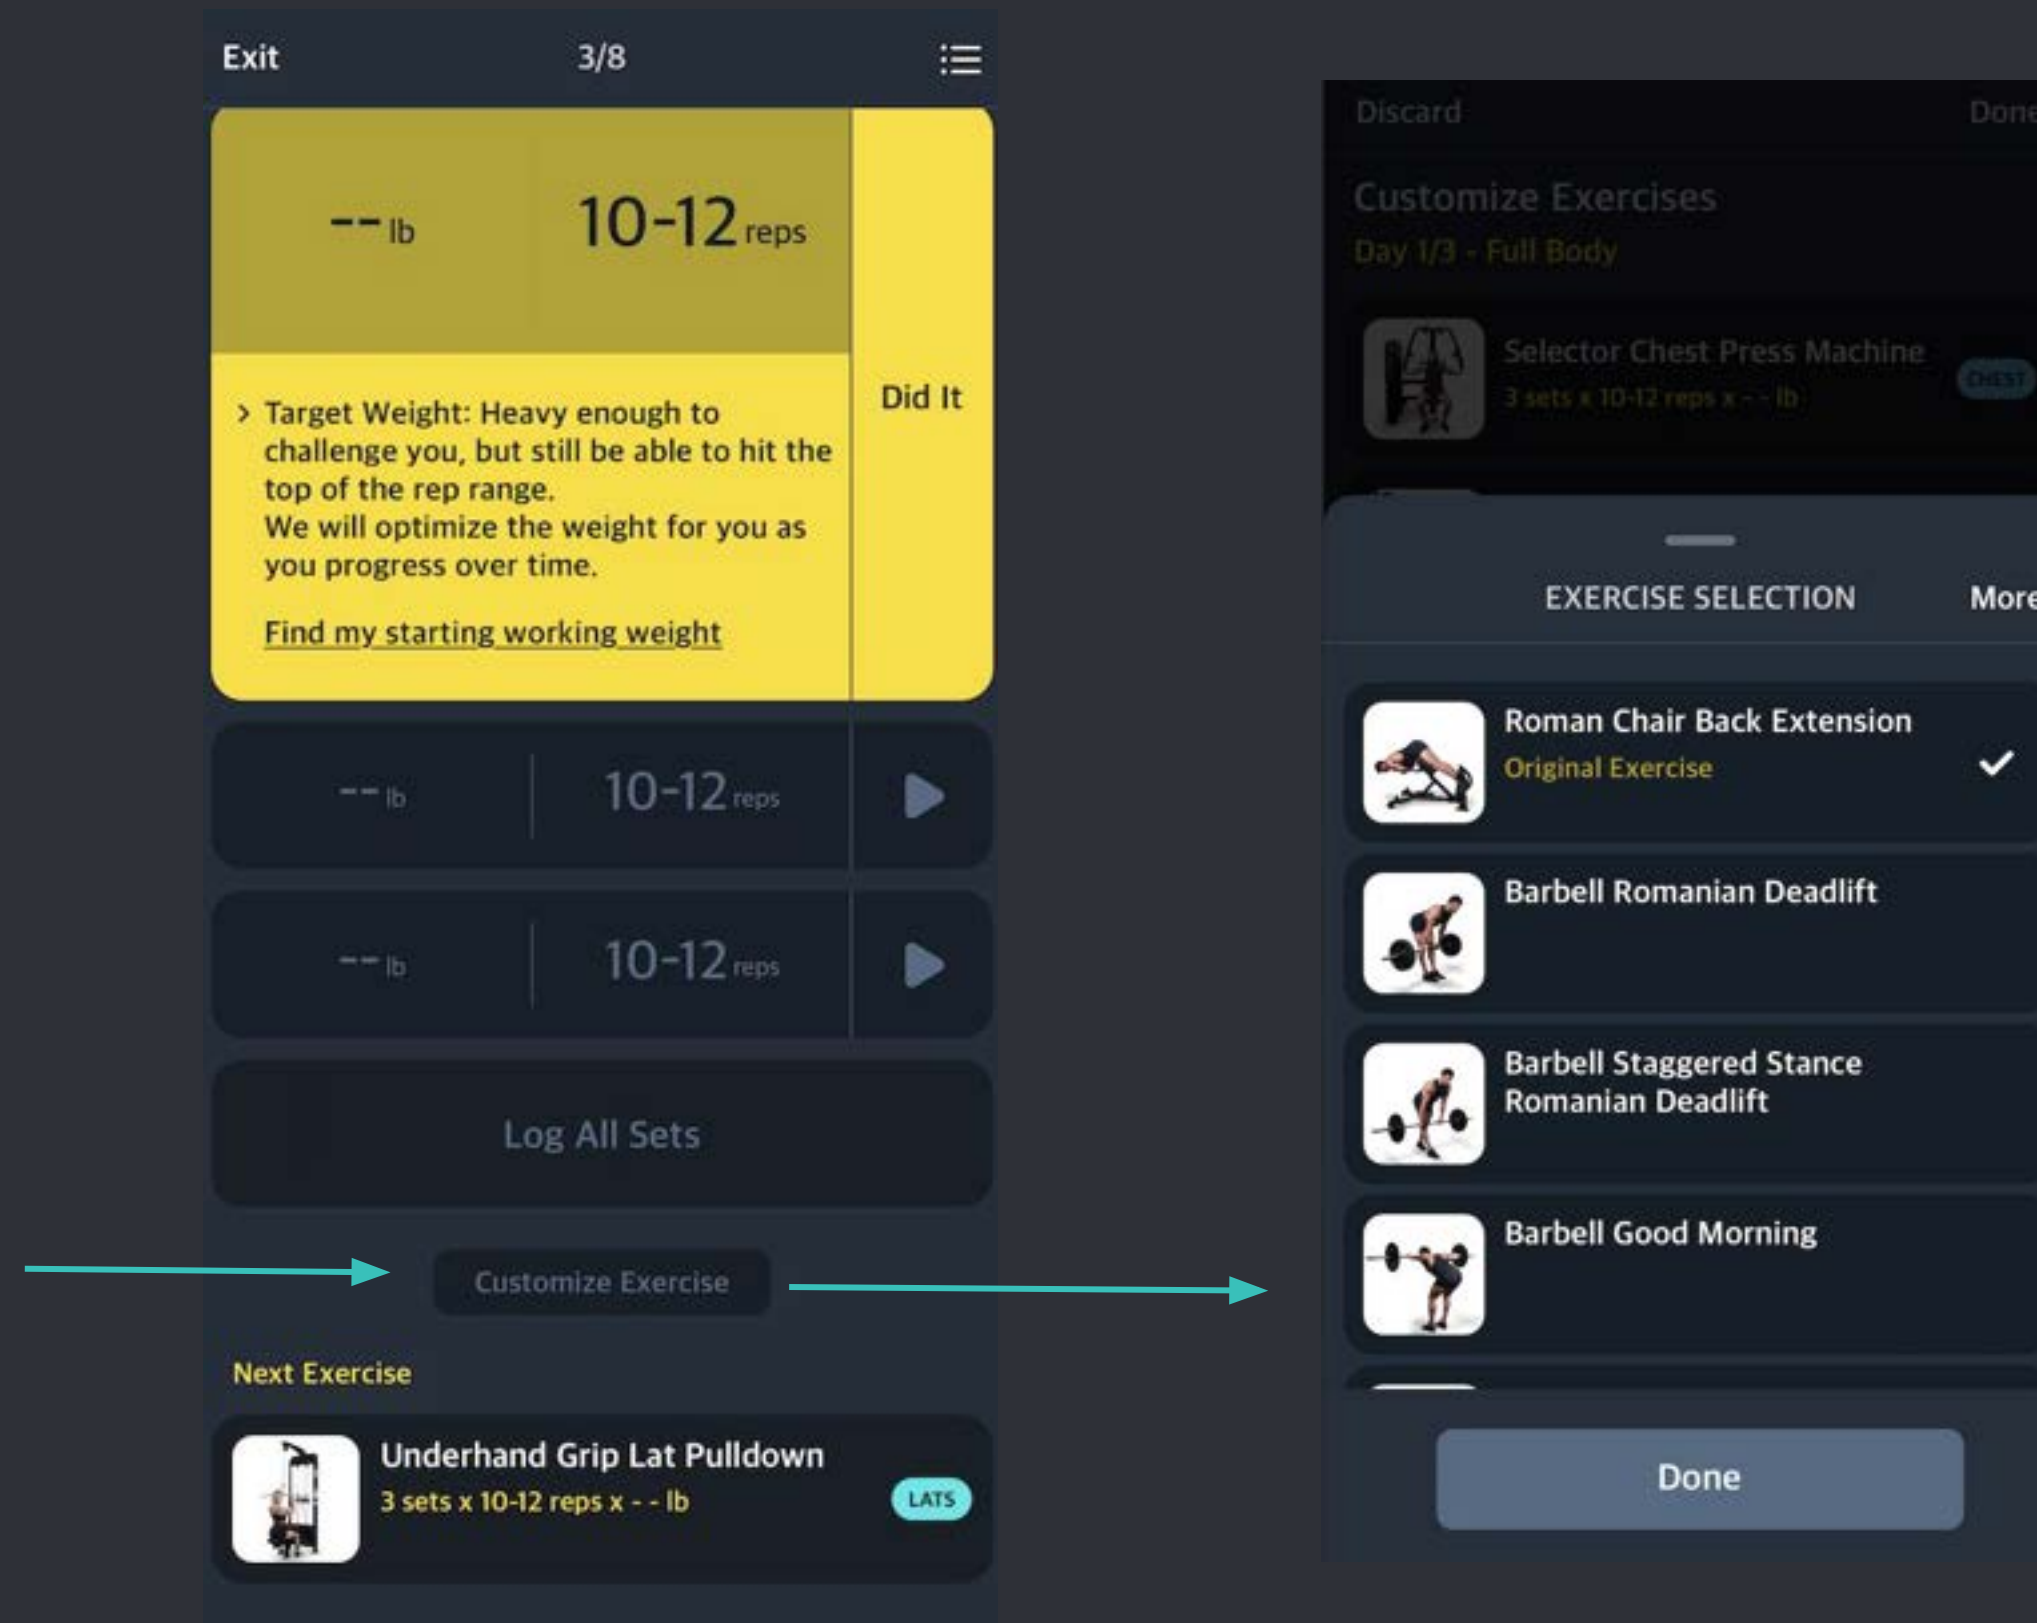 Exit
3/8
--lb
10-12 reps
Did It
> Target Weight: Heavy enough to
challenge you, but still be able to hit the
top of the rep range.
We will optimize the weight for you as
you progress over time.
Find my starting working weight
--lb
10-12 reps
--lb
10-12 reps
Log All Sets
Customize Exercise
Next Exercise
Underhand Grip Lat Pulldown
3 sets x 10-12 reps x - - lb
LATS
Discard
Done
Customize Exercises
Day 1/3 - Full Body
Selector Chest Press Machine
3 sets x 10-12 reps x - - lb
CHEST
EXERCISE SELECTION
More
Roman Chair Back Extension
Original Exercise
Barbell Romanian Deadlift
Barbell Staggered Stance
Romanian Deadlift
Barbell Good Morning
Done